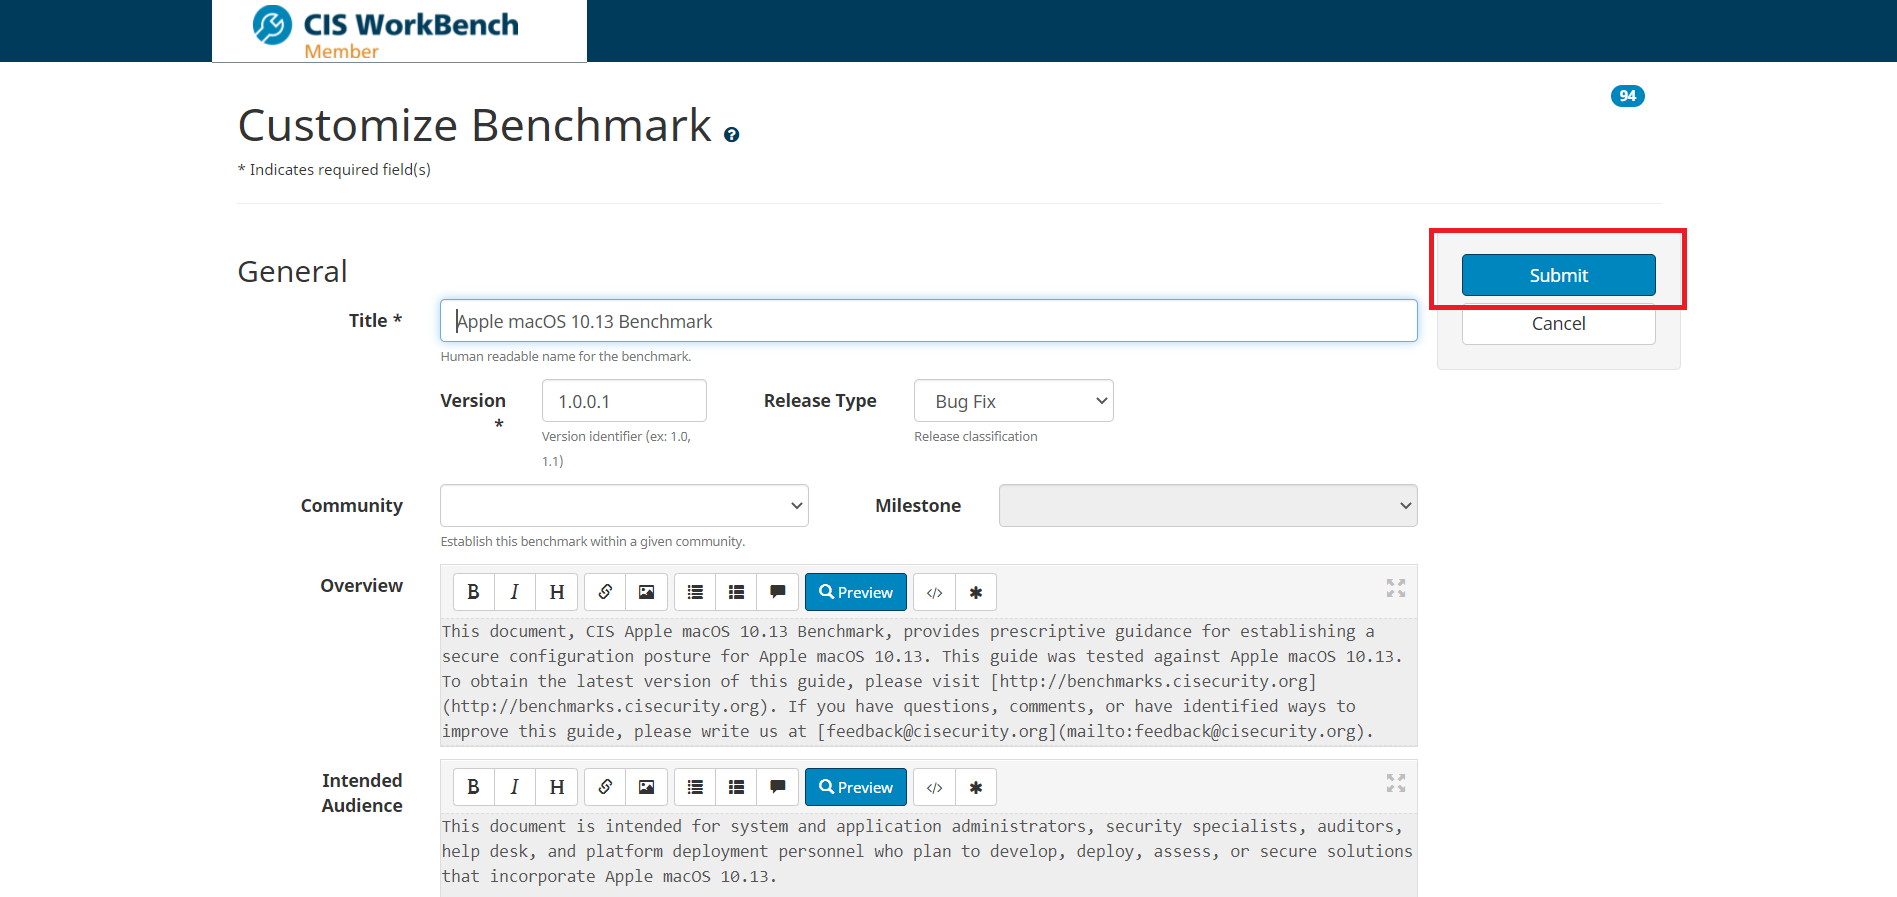 CIS WorkBench
Member
94
Customize Benchmark
* Indicates required field(s)
General
Submit
Cancel
Title *
Apple macOS 10.13 Benchmark
Human readable name for the benchmark.
Version
*
1.0.0.1
Version identifier (ex: 1.0,
1.1)
Release Type
Bug Fix
Release classification
Community
Milestone
Establish this benchmark within a given community.
Overview
B I H Preview </> ✱
This document, CIS Apple macOS 10.13 Benchmark, provides prescriptive guidance for establishing a
secure configuration posture for Apple macOS 10.13. This guide was tested against Apple macOS 10.13.
To obtain the latest version of this guide, please visit [http://benchmarks.cisecurity.org]
(http://benchmarks.cisecurity.org). If you have questions, comments, or have identified ways to
improve this guide, please write us at [feedback@cisecurity.org](mailto:feedback@cisecurity.org).
Intended
Audience
B I H Preview </> ✱
This document is intended for system and application administrators, security specialists, auditors,
help desk, and platform deployment personnel who plan to develop, deploy, assess, or secure solutions
that incorporate Apple macOS 10.13.